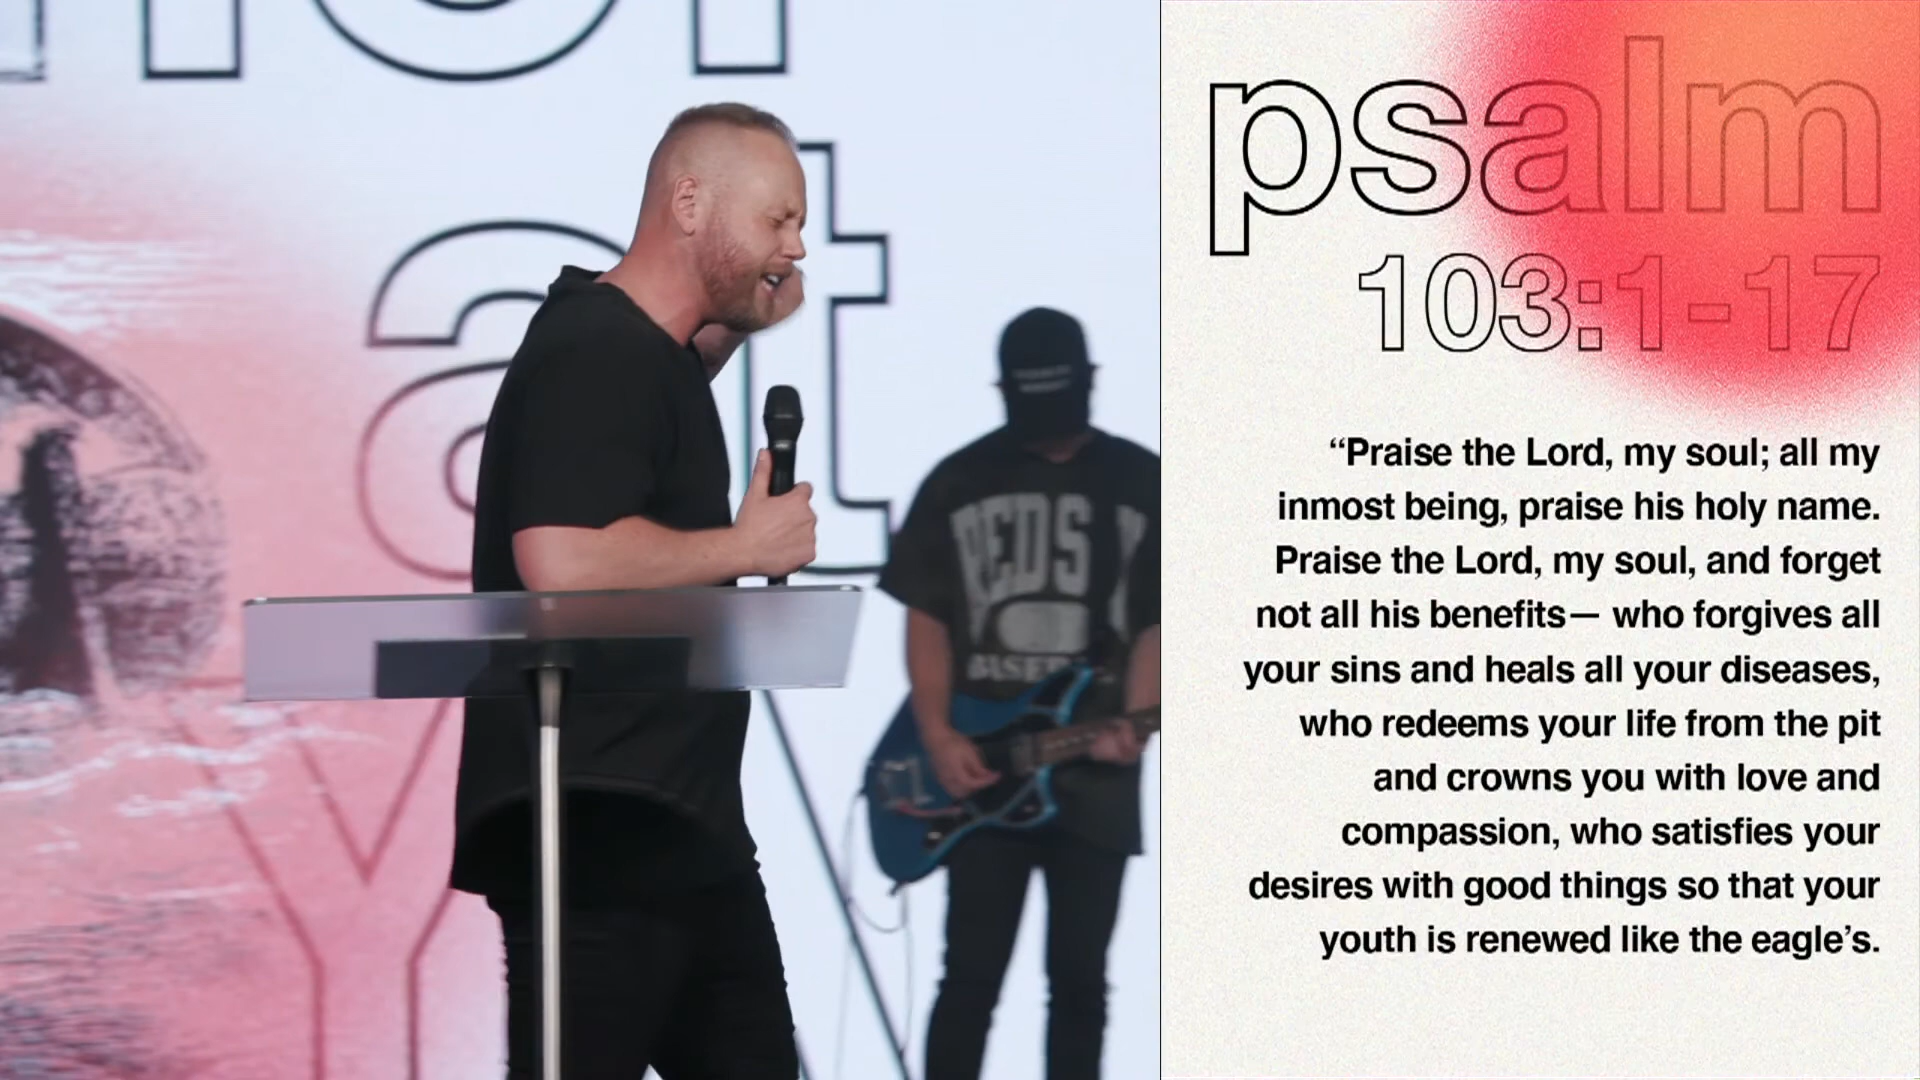 at
psalm
103:1-17
“Praise the Lord, my soul; all my
inmost being, praise his holy name.
Praise the Lord, my soul, and forget
not all his benefits— who forgives all
your sins and heals all your diseases,
who redeems your life from the pit
and crowns you with love and
compassion, who satisfies your
desires with good things so that your
youth is renewed like the eagle’s.